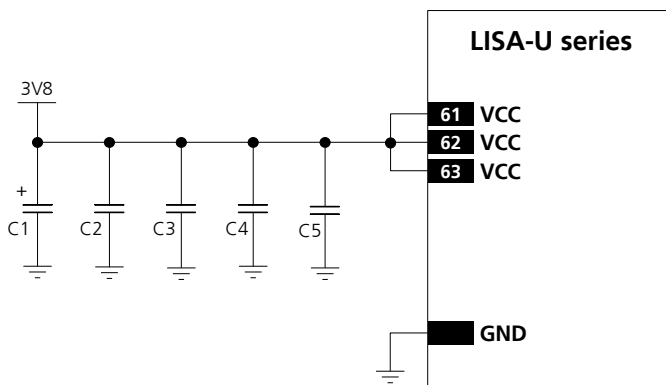 LISA-U series
3V8
61 VCC
62 VCC
63 VCC
+
C1
C2
C3
C4
C5
GND